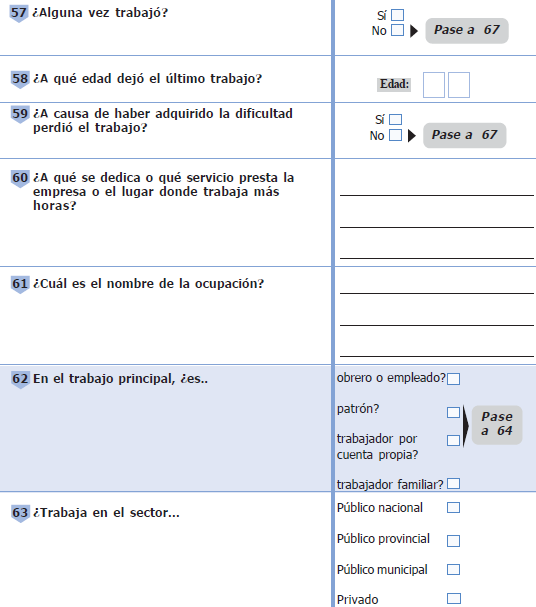 57 ¿Alguna vez trabajó?
Sí
No
Pase a 67
58 ¿A qué edad dejó el último trabajo?
Edad:
59 ¿A causa de haber adquirido la dificultad
perdió el trabajo?
Sí
No
Pase a 67
60 ¿A qué se dedica o qué servicio presta la
empresa o el lugar donde trabaja más
horas?
61 ¿Cuál es el nombre de la ocupación?
62 En el trabajo principal, ¿es..
obrero o empleado?
patrón?
trabajador por
cuenta propia?
Pase
a 64
trabajador familiar?
63 ¿Trabaja en el sector...
Público nacional
Público provincial
Público municipal
Privado